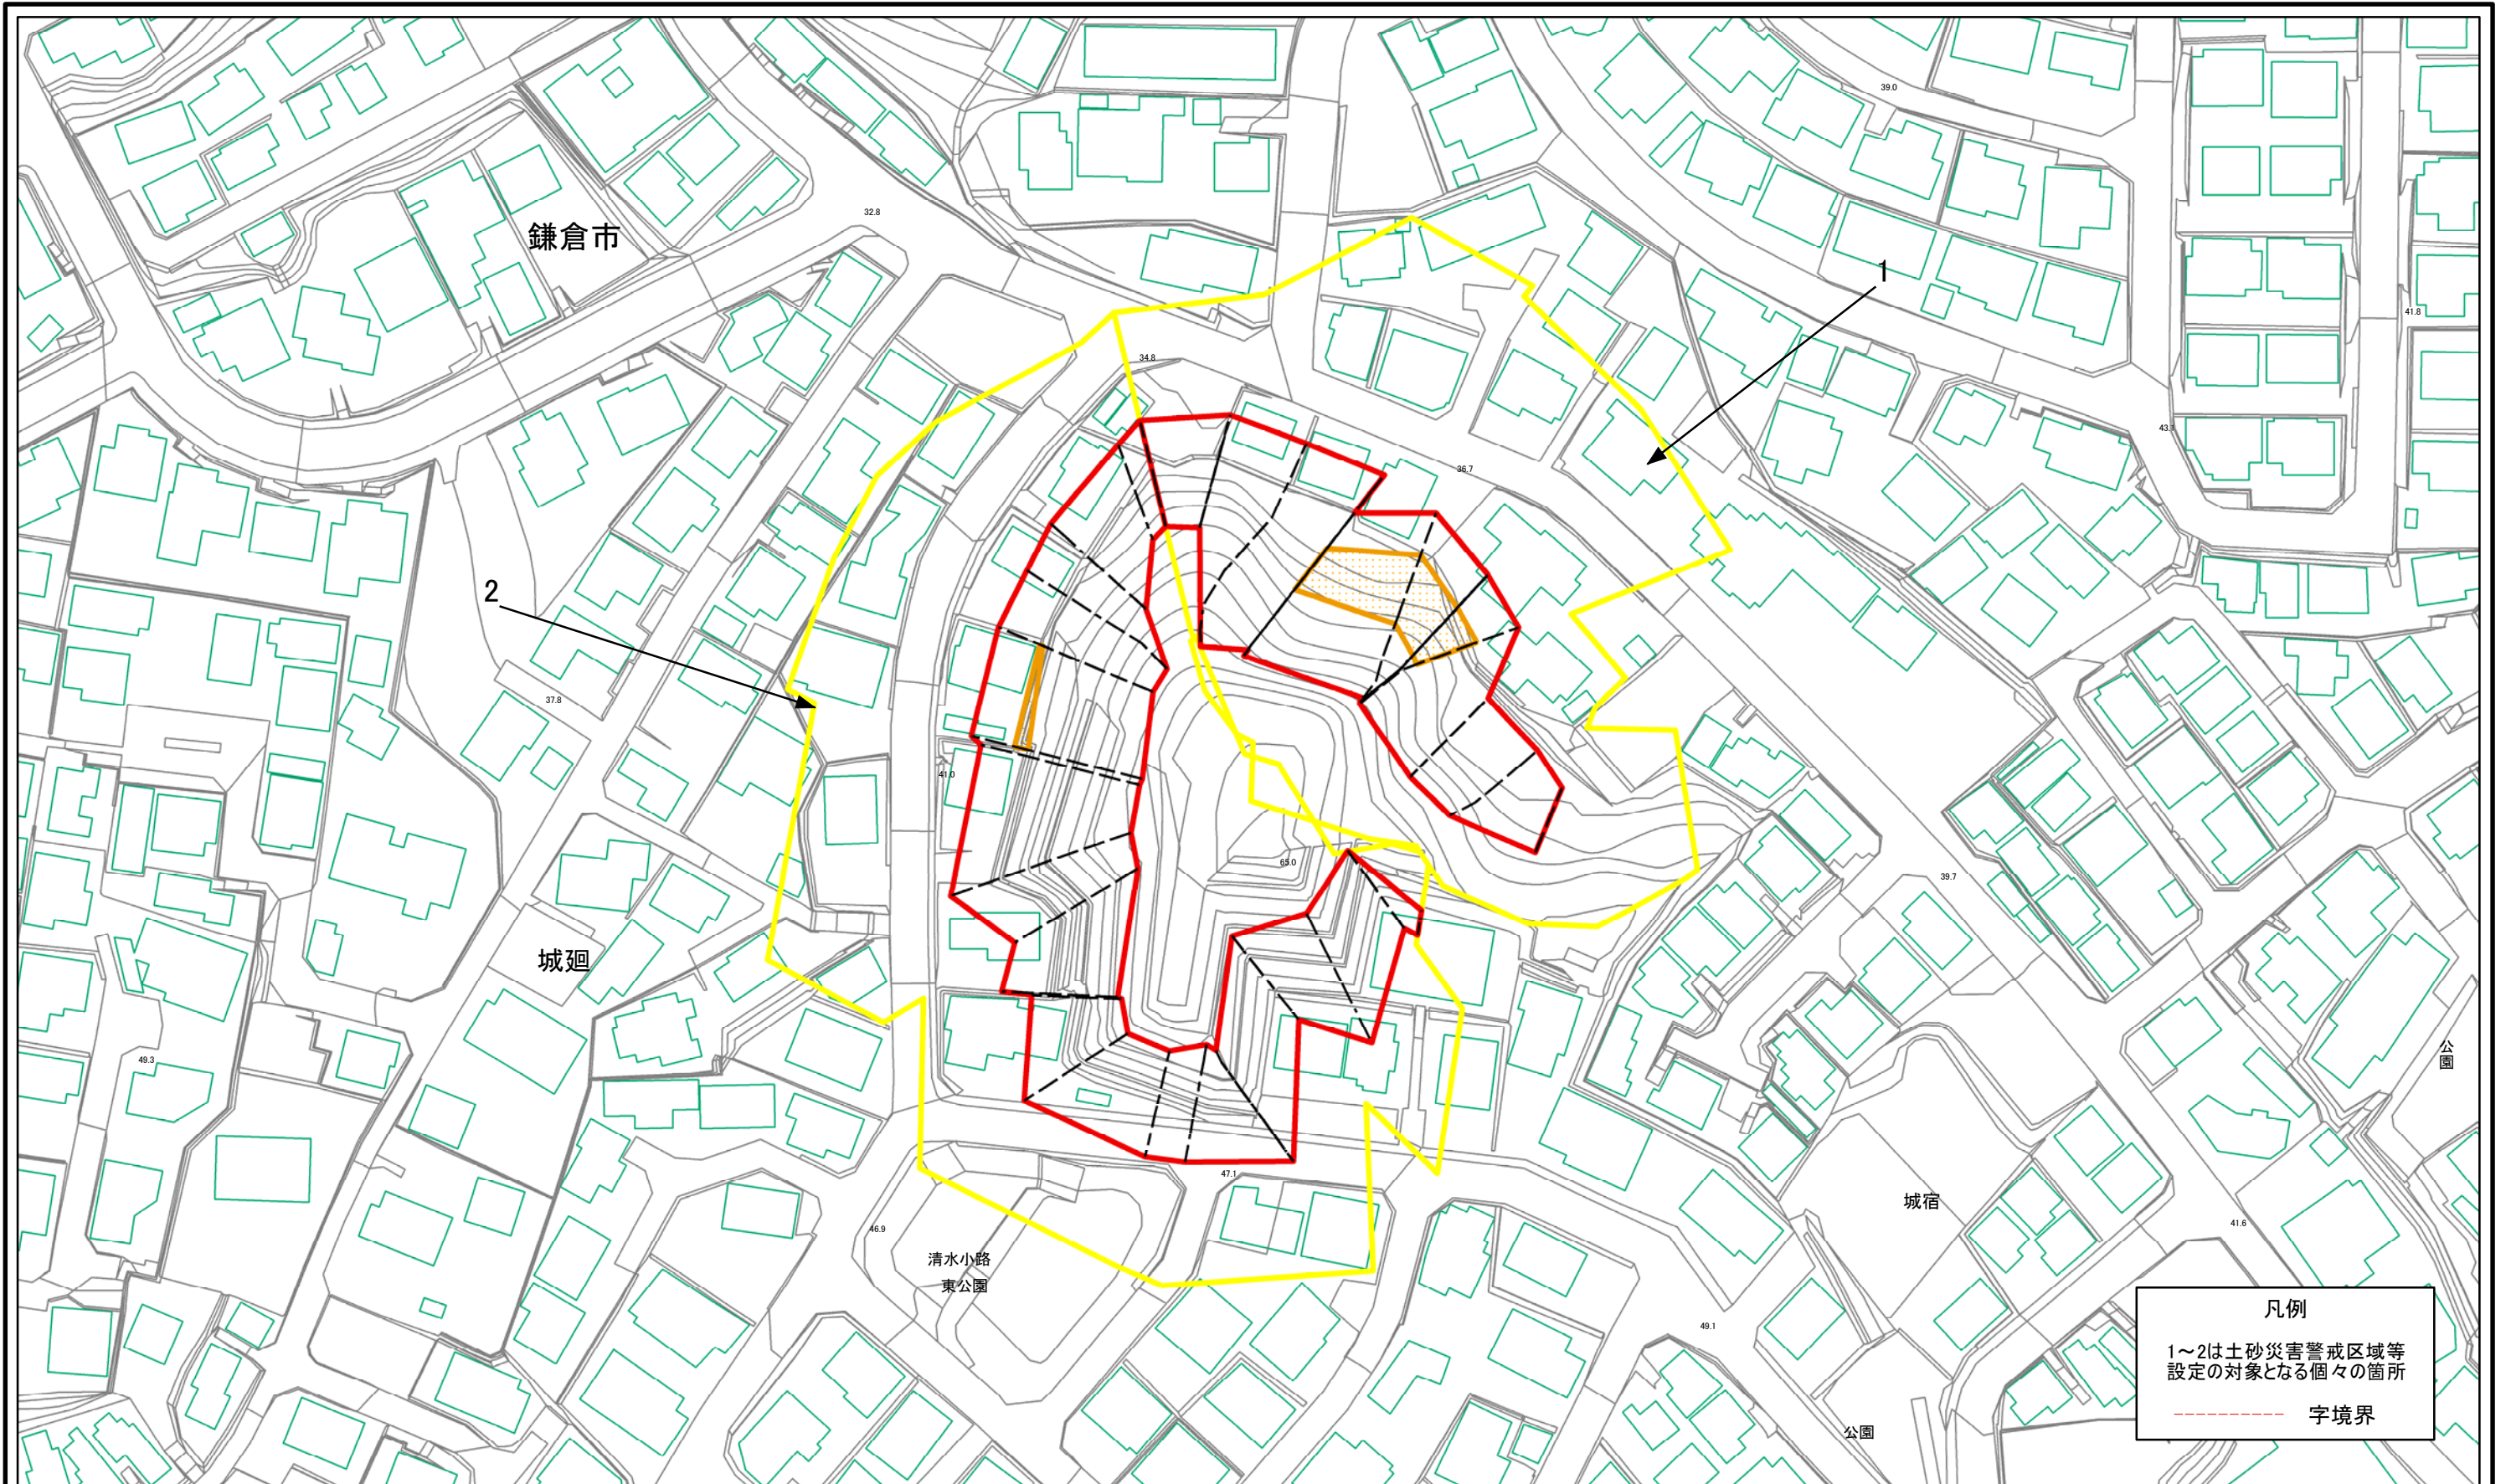 39.0
32.8
鎌倉市
1
41.8
34.8
43.1
36.7
2
37.8
41.0
65.0
39.7
城廻
49.3
公園
47.1
城宿
46.9
41.6
清水小路
東公園
49.1
公園
凡例
1～2は土砂災害警戒区域等
設定の対象となる個々の箇所
字境界